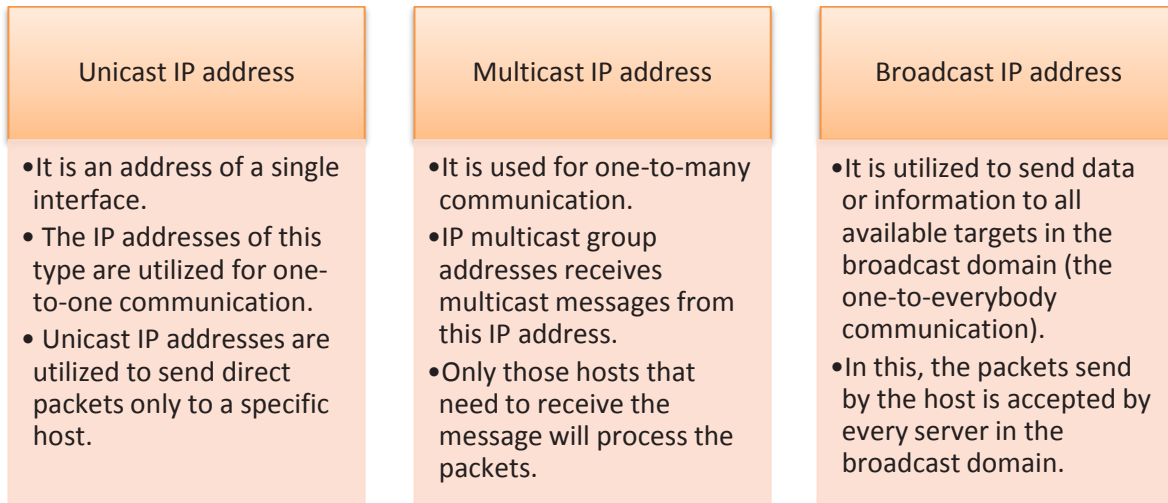 Unicast IP address
•It is an address of a single
interface.
• The IP addresses of this
type are utilized for one-
to-one communication.
• Unicast IP addresses are
utilized to send direct
packets only to a specific
host.
Multicast IP address
•It is used for one-to-many
communication.
•IP multicast group
addresses receives
multicast messages from
this IP address.
•Only those hosts that
need to receive the
message will process the
packets.
Broadcast IP address
•It is utilized to send data
or information to all
available targets in the
broadcast domain (the
one-to-everybody
communication).
•In this, the packets send
by the host is accepted by
every server in the
broadcast domain.